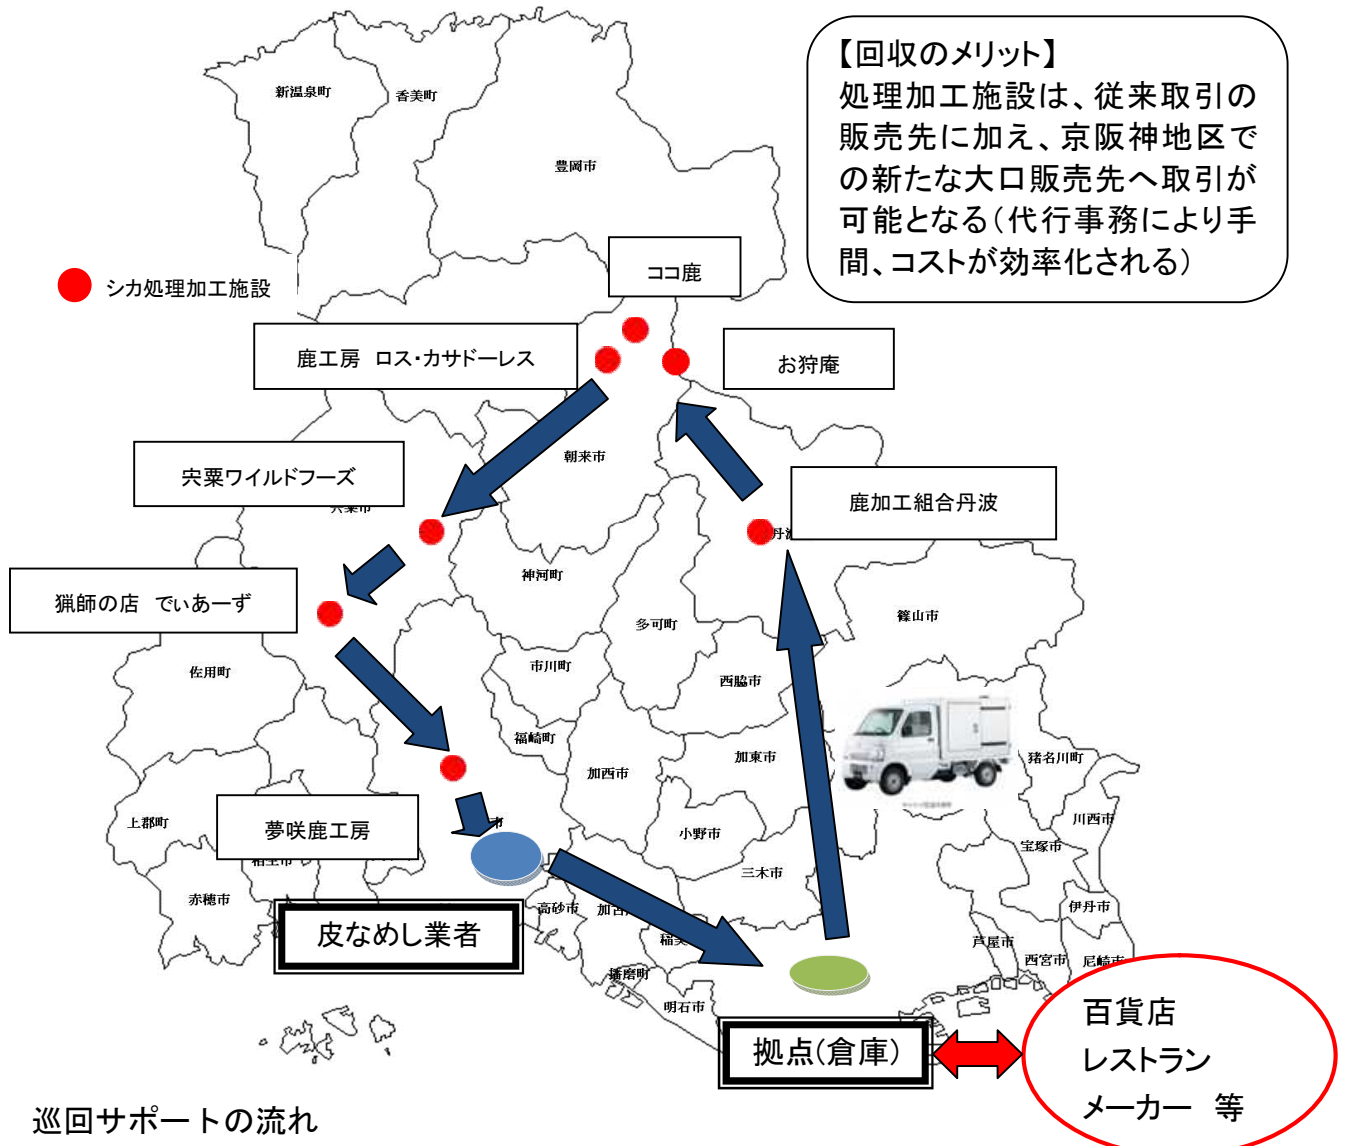 【回収のメリット】
処理加工施設は、従来取引の
販売先に加え、京阪神地区で
の新たな大口販売先へ取引が
可能となる（代行事務により手
間、コストが効率化される）
新温泉町
香美町
豊岡市
ココ鹿
シカ処理加工施設
鹿工房　ロス・カサドーレス
お狩庵
朝来市
宍粟ワイルドフーズ
鹿加工組合丹波
神河町
猟師の店　でぃあーず
多可町
篠山市
佐用町
市川町
西脇市
福崎町
加西市
加東市
猪名川町
上郡町
夢咲鹿工房
市
小野市
川西市
宝塚市
三木市
赤穂市
高砂市
加古
伊丹市
皮なめし業者
稲美
芦屋市
西宮市
尼崎市
播磨町
明石市
拠点(倉庫)
百貨店
レストラン
メーカー　等
巡回サポートの流れ